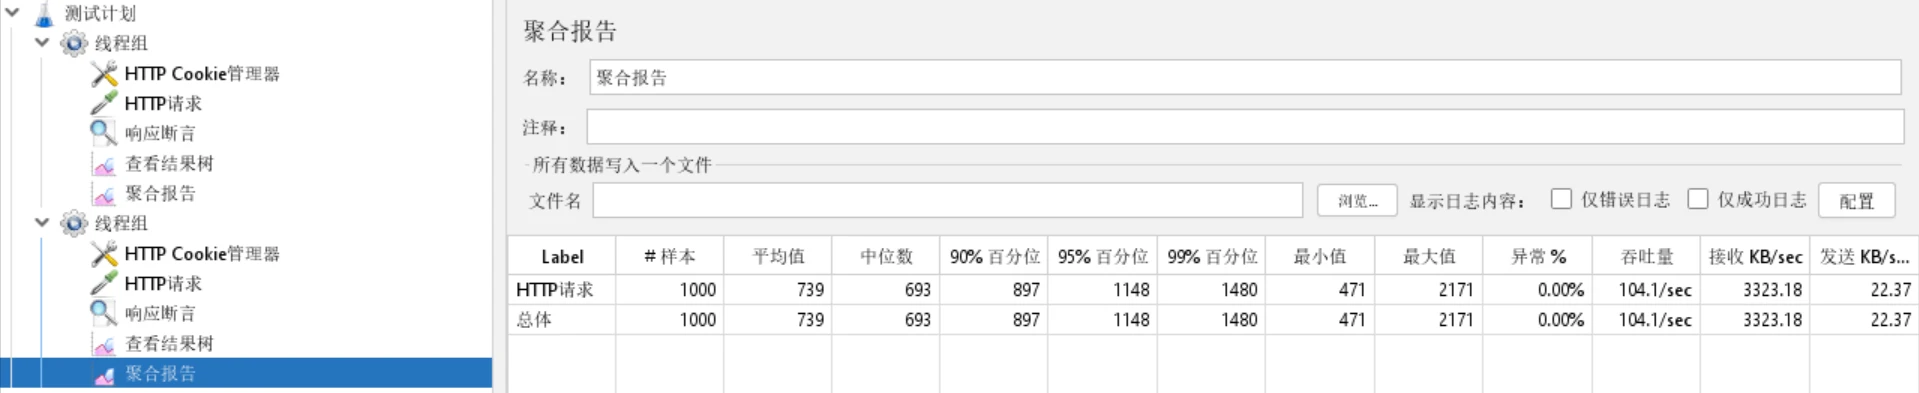 测试计划
线程组
HTTP Cookie管理器
HTTP请求
响应断言
查看结果树
聚合报告
线程组
HTTP Cookie管理器
HTTP请求
响应断言
查看结果树
聚合报告
聚合报告
名称： 聚合报告
注释：
所有数据写入一个文件
文件名 浏览... 显示日志内容： 仅错误日志 仅成功日志 配置
Label # 样本 平均值 中位数 90% 百分位 95% 百分位 99% 百分位 最小值 最大值 异常 % 吞吐量 接收 KB/sec 发送 KB/s...
HTTP请求 1000 739 693 897 1148 1480 471 2171 0.00% 104.1/sec 3323.18 22.37
总体 1000 739 693 897 1148 1480 471 2171 0.00% 104.1/sec 3323.18 22.37